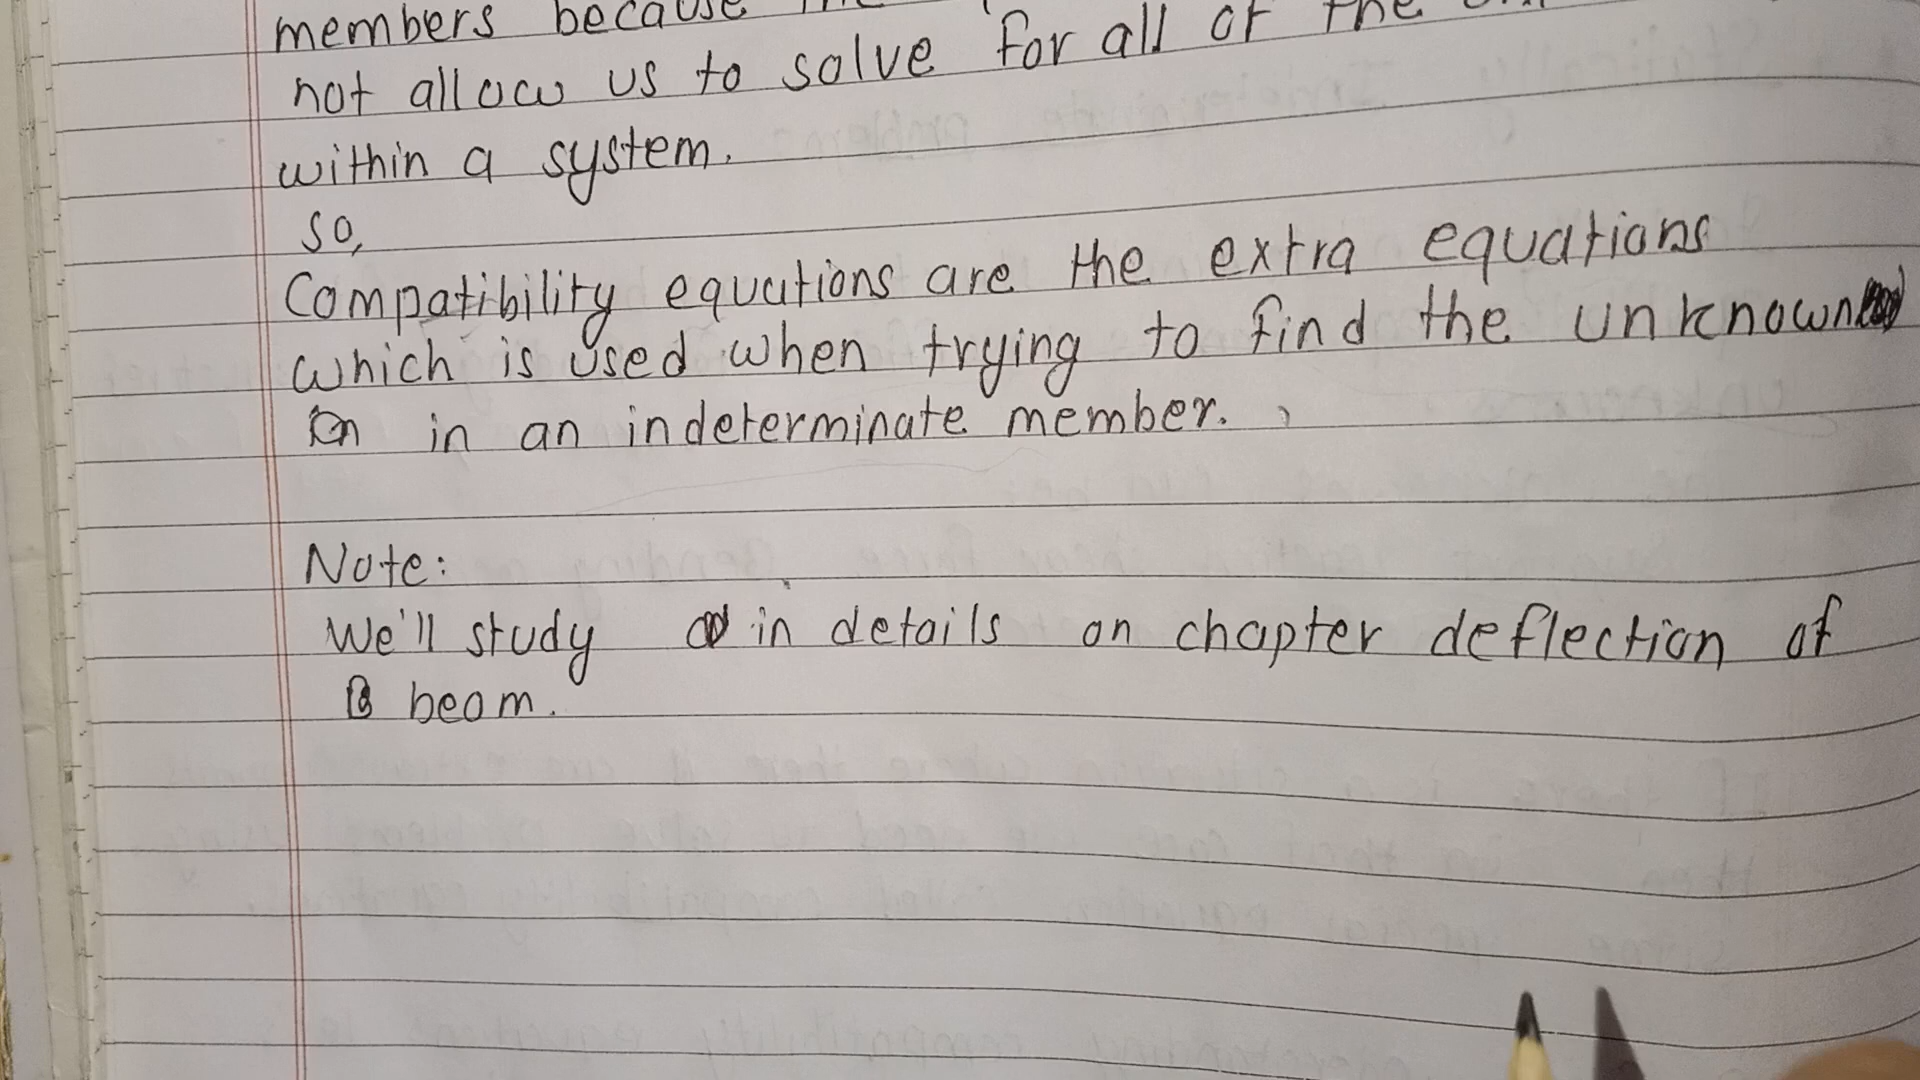 members because
not allow us to solve for all of the
within a system.
so,
Compatibility equations are the extra equations
which is used when trying to find the unknown
in an indeterminate member.
Note:
We'll study in details on chapter deflection of
beam.